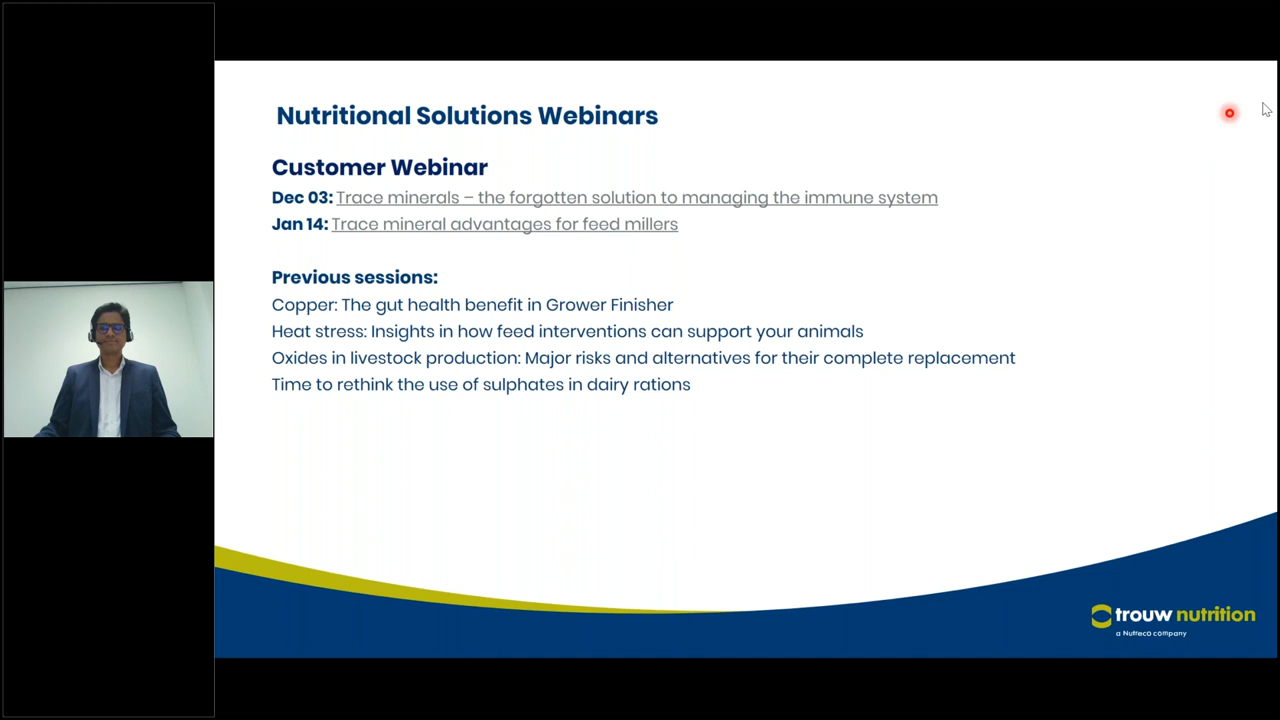 Nutritional Solutions Webinars
Customer Webinar
Dec 03: Trace minerals – the forgotten solution to managing the immune system
Jan 14: Trace mineral advantages for feed millers
Previous sessions:
Copper: The gut health benefit in Grower Finisher
Heat stress: Insights in how feed interventions can support your animals
Oxides in livestock production: Major risks and alternatives for their complete replacement
Time to rethink the use of sulphates in dairy rations
trouw nutrition
a Nutreco company